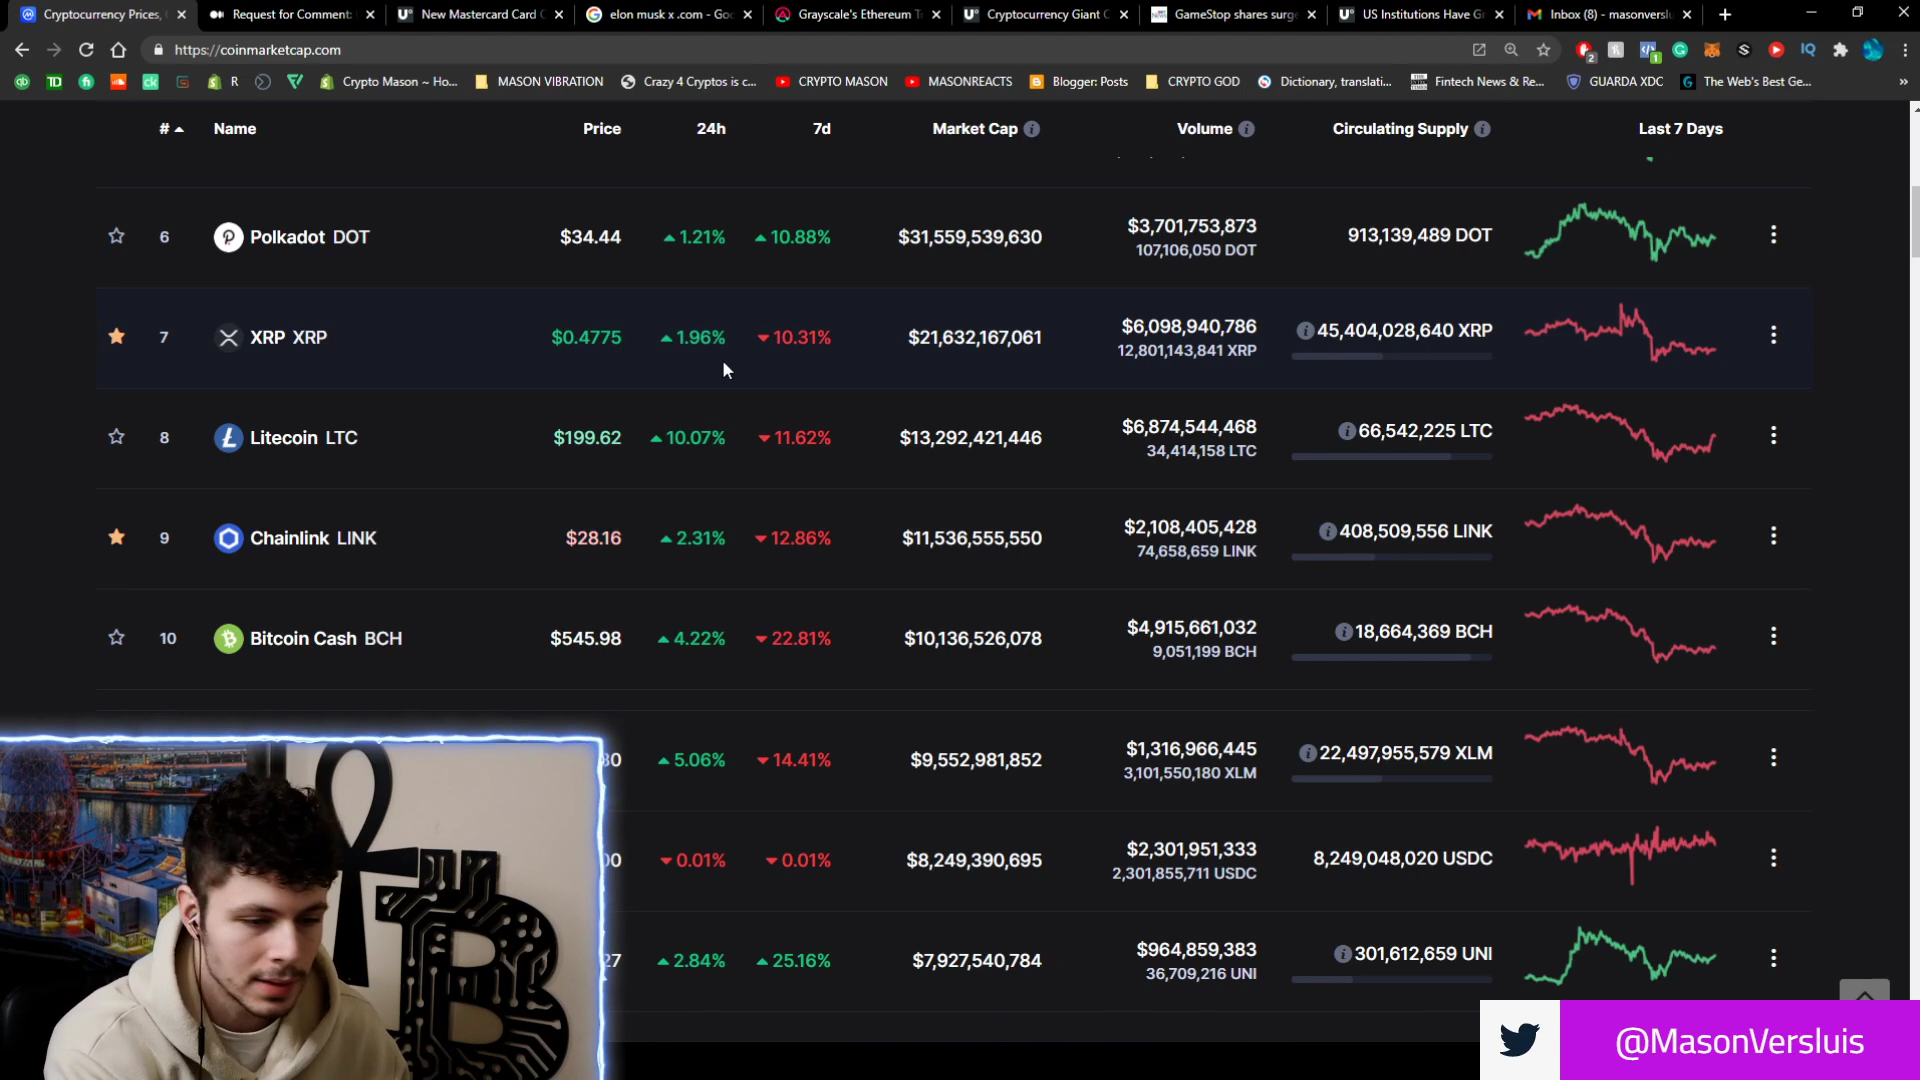 Cryptocurrency Prices,
Request for Comment:
New Mastercard Card C
elon musk x .com - Goo
Grayscale's Ethereum T
Cryptocurrency Giant C
GameStop shares surge
US Institutions Have G
Inbox (8) - masonversl
https://coinmarketcap.com
R
Crypto Mason ~ Ho...
MASON VIBRATION
Crazy 4 Cryptos is c...
CRYPTO MASON
MASONREACTS
Blogger: Posts
CRYPTO GOD
Dictionary, translati...
Fintech News & Re...
GUARDA XDC
The Web's Best Ge...
# Name Price 24h 7d Market Cap Volume Circulating Supply Last 7 Days
6 Polkadot DOT $34.44 1.21% 10.88% $31,559,539,630 $3,701,753,873 913,139,489 DOT
107,106,050 DOT
7 XRP XRP $0.4775 1.96% 10.31% $21,632,167,061 $6,098,940,786 45,404,028,640 XRP
12,801,143,841 XRP
8 Litecoin LTC $199.62 10.07% 11.62% $13,292,421,446 $6,874,544,468 66,542,225 LTC
34,414,158 LTC
9 Chainlink LINK $28.16 2.31% 12.86% $11,536,555,550 $2,108,405,428 408,509,556 LINK
74,658,659 LINK
10 Bitcoin Cash BCH $545.98 4.22% 22.81% $10,136,526,078 $4,915,661,032 18,664,369 BCH
9,051,199 BCH
5.06% 14.41% $9,552,981,852 $1,316,966,445 22,497,955,579 XLM
3,101,550,180 XLM
00 0.01% 0.01% $8,249,390,695 $2,301,951,333 8,249,048,020 USDC
2,301,855,711 USDC
27 2.84% 25.16% $7,927,540,784 $964,859,383 301,612,659 UNI
36,709,216 UNI
@MasonVersluis